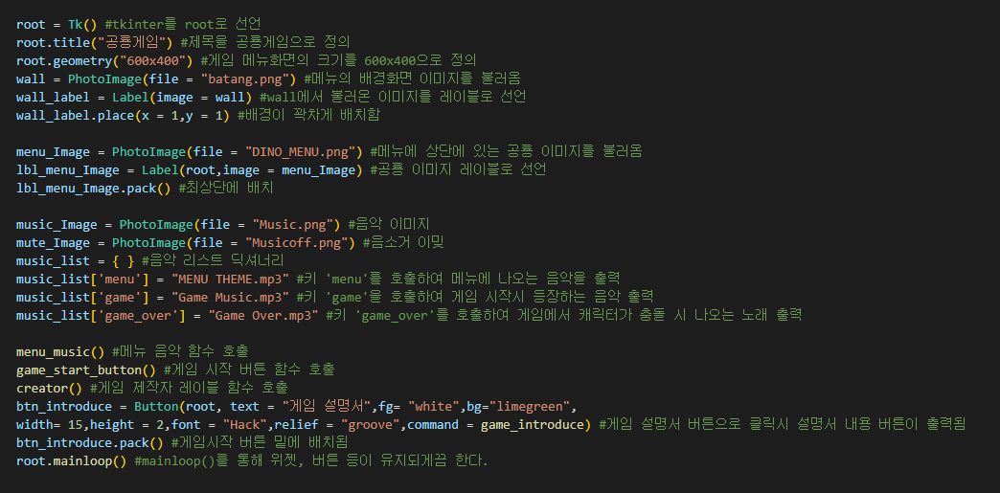 root = Tk() #tkinter를 root로 선언
root.title("공룡게임") #제목을 공룡게임으로 정의
root.geometry("600x400") #게임 메뉴화면의 크기를 600x400으로 정의
wall = PhotoImage(file = "batang.png") #메뉴의 배경화면 이미지를 불러옴
wall_label = Label(image = wall) #wall에서 불러온 이미지를 레이블로 선언
wall_label.place(x = 1,y = 1) #배경이 꽉차게 배치함
menu_Image = PhotoImage(file = "DINO_MENU.png") #메뉴에 상단에 있는 공룡 이미지를 불러옴
lbl_menu_Image = Label(root,image = menu_Image) #공룡 이미지 레이블로 선언
lbl_menu_Image.pack() #최상단에 배치
music_Image = PhotoImage(file = "Music.png") #음악 이미지
mute_Image = PhotoImage(file = "Musicoff.png") #음소거 이밎
music_list = { } #음악 리스트 딕셔너리
music_list['menu'] = "MENU THEME.mp3" #키 'menu'를 호출하여 메뉴에 나오는 음악을 출력
music_list['game'] = "Game Music.mp3" #키 'game'을 호출하여 게임 시작시 등장하는 음악 출력
music_list['game_over'] = "Game Over.mp3" #키 'game_over'를 호출하여 게임에서 캐릭터가 충돌 시 나오는 노래 출력
menu_music() #메뉴 음악 함수 호출
game_start_button() #게임 시작 버튼 함수 호출
creator() #게임 제작자 레이블 함수 호출
btn_introduce = Button(root, text = "게임 설명서",fg= "white",bg="limegreen",
width= 15,height = 2,font = "Hack",relief = "groove",command = game_introduce) #게임 설명서 버튼으로 클릭시 설명서 내용 버튼이 출력됨
btn_introduce.pack() #게임시작 버튼 밑에 배치됨
root.mainloop() #mainloop()를 통해 위젯, 버튼 등이 유지되게끔 한다.